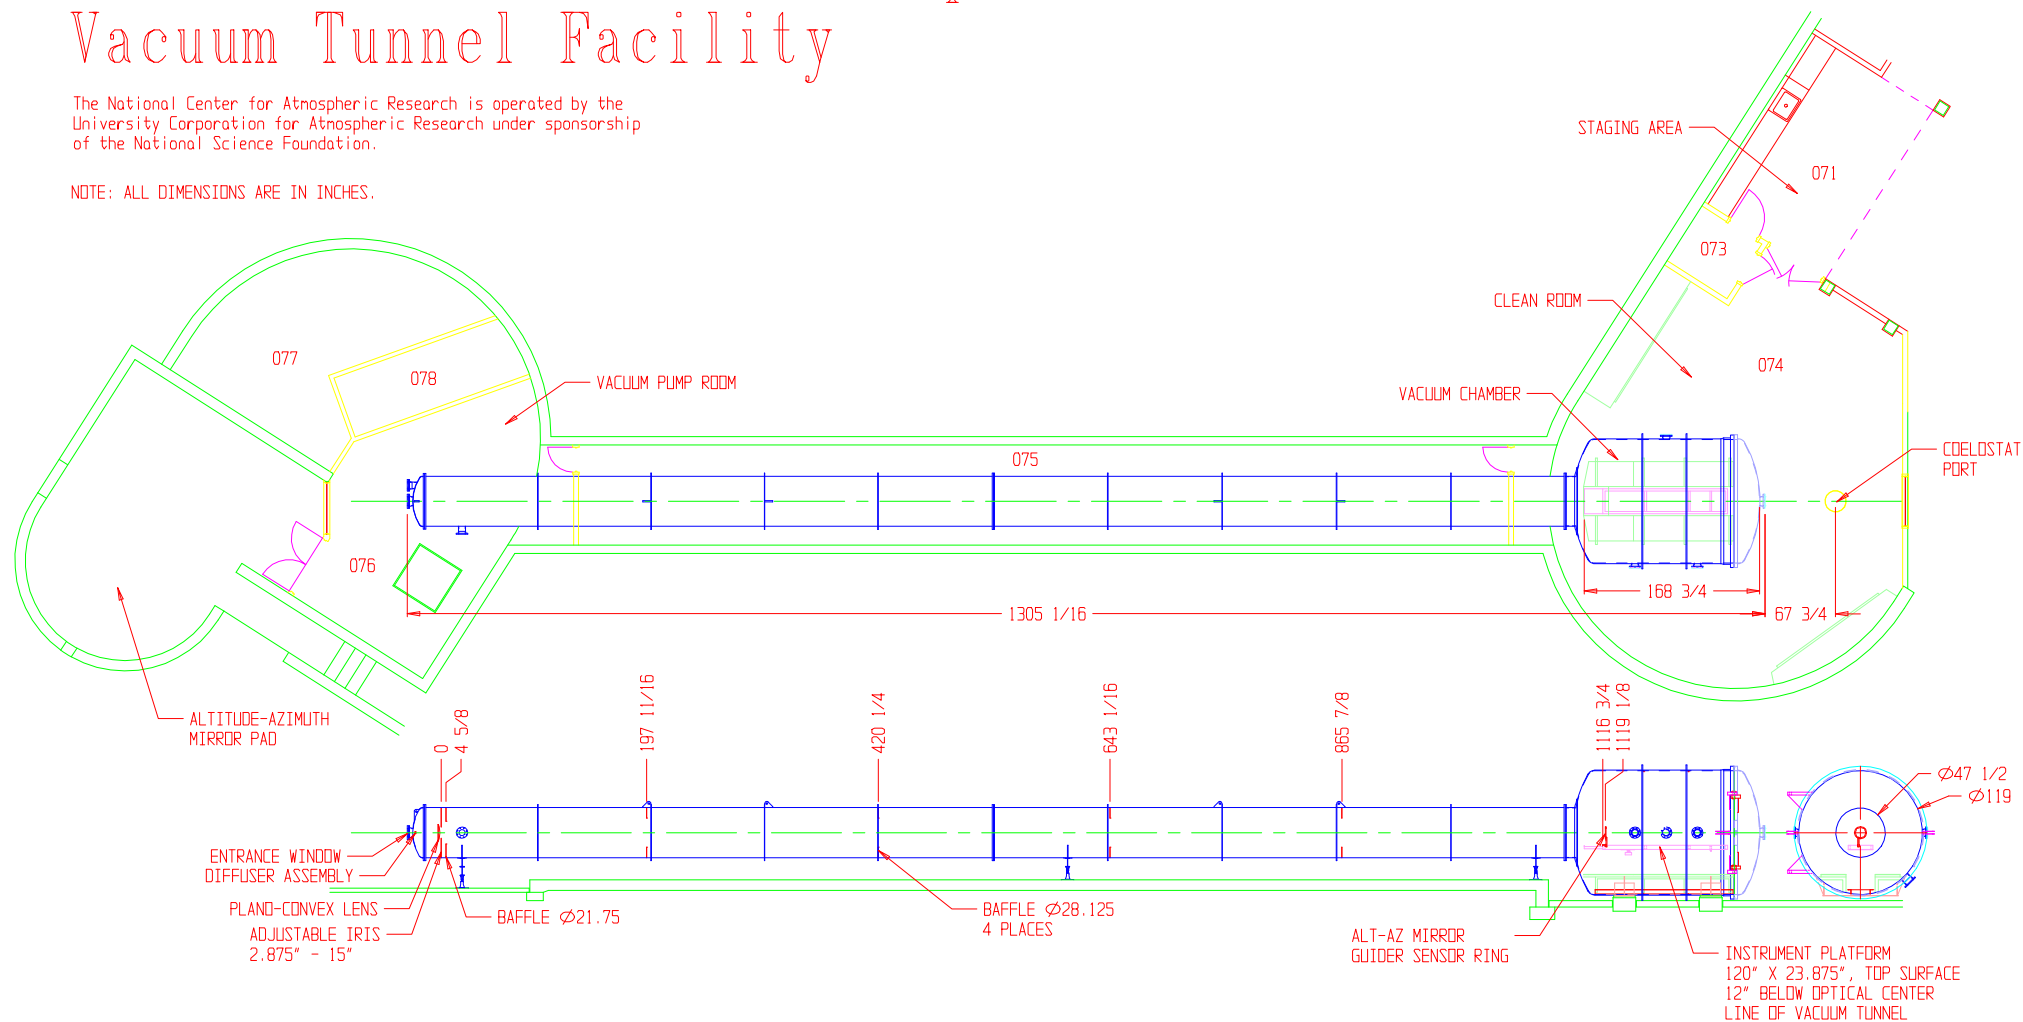 Vacuum Tunnel Facility
The National Center for Atmospheric Research is operated by the
University Corporation for Atmospheric Research under sponsorship
of the National Science Foundation.
NOTE: ALL DIMENSIONS ARE IN INCHES.
STAGING AREA
071
073
CLEAN ROOM
074
077
078
VACUUM PUMP ROOM
VACUUM CHAMBER
075
COELOSTAT
PORT
076
168 3/4
1305 1/16
67 3/4
ALTITUDE-AZIMUTH
MIRROR PAD
0
4 5/8
197 11/16
420 1/4
643 1/16
865 7/8
1116 3/4
1119 1/8
Ø47 1/2
Ø119
ENTRANCE WINDOW
DIFFUSER ASSEMBLY
PLANO-CONVEX LENS
BAFFLE Ø21.75
ADJUSTABLE IRIS
2.875" - 15"
BAFFLE Ø28.125
4 PLACES
ALT-AZ MIRROR
GUIDER SENSOR RING
INSTRUMENT PLATFORM
120" X 23.875", TOP SURFACE
12" BELOW OPTICAL CENTER
LINE OF VACUUM TUNNEL